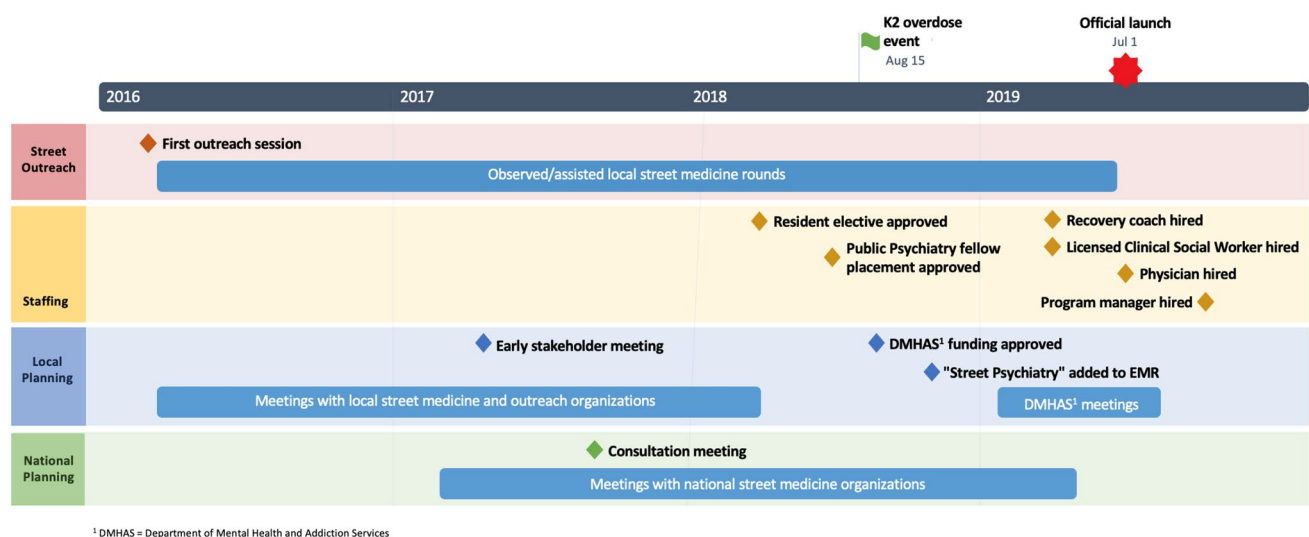 K2 overdose
event
Aug 15
Official launch
Jul 1
2016
2017
2018
2019
Street
Outreach
First outreach session
Observed/assisted local street medicine rounds
Staffing
Resident elective approved
Public Psychiatry fellow
placement approved
Recovery coach hired
Licensed Clinical Social Worker hired
Physician hired
Program manager hired
Local
Planning
Early stakeholder meeting
DMHAS¹ funding approved
"Street Psychiatry" added to EMR
Meetings with local street medicine and outreach organizations
DMHAS¹ meetings
National
Planning
Consultation meeting
Meetings with national street medicine organizations
¹ DMHAS = Department of Mental Health and Addiction Services